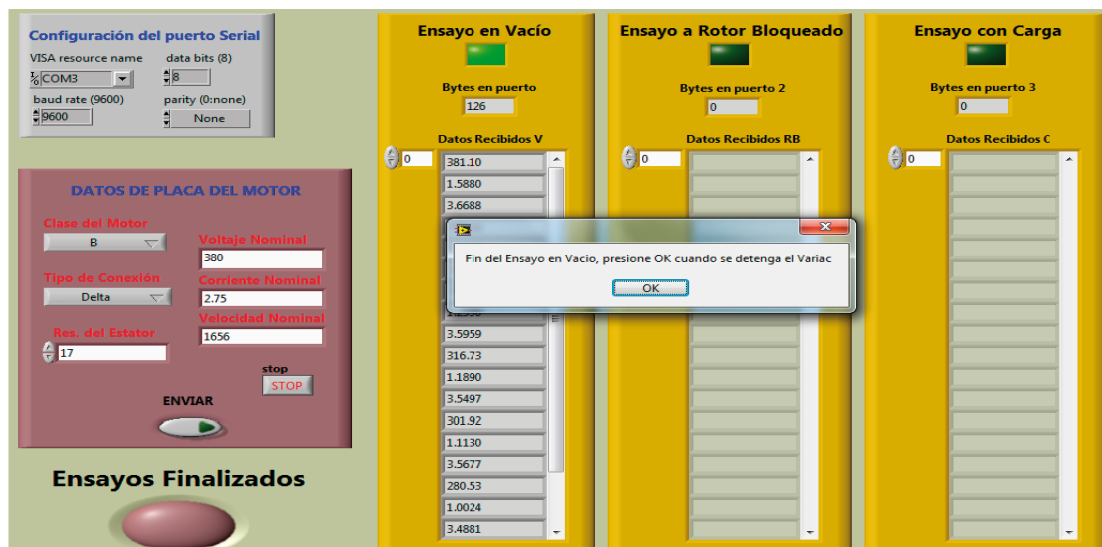 Configuración del puerto Serial
VISA resource name
data bits (8)
COM3
8
baud rate (9600)
parity (0:none)
9600
None
DATOS DE PLACA DEL MOTOR
Clase del Motor
B
Voltaje Nominal
380
Tipo de Conexión
Delta
Corriente Nominal
2.75
Velocidad Nominal
1656
Res. del Estator
17
stop
STOP
ENVIAR
Ensayos Finalizados
Ensayo en Vacío
Bytes en puerto
126
Datos Recibidos V
0
381.10
1.5880
3.6688
3.5959
316.73
1.1890
3.5497
301.92
1.1130
3.5677
280.53
1.0024
3.4881
Ensayo a Rotor Bloqueado
Bytes en puerto 2
0
Datos Recibidos RB
0
Ensayo con Carga
Bytes en puerto 3
0
Datos Recibidos C
0
Fin del Ensayo en Vacio, presione OK cuando se detenga el Variac
OK